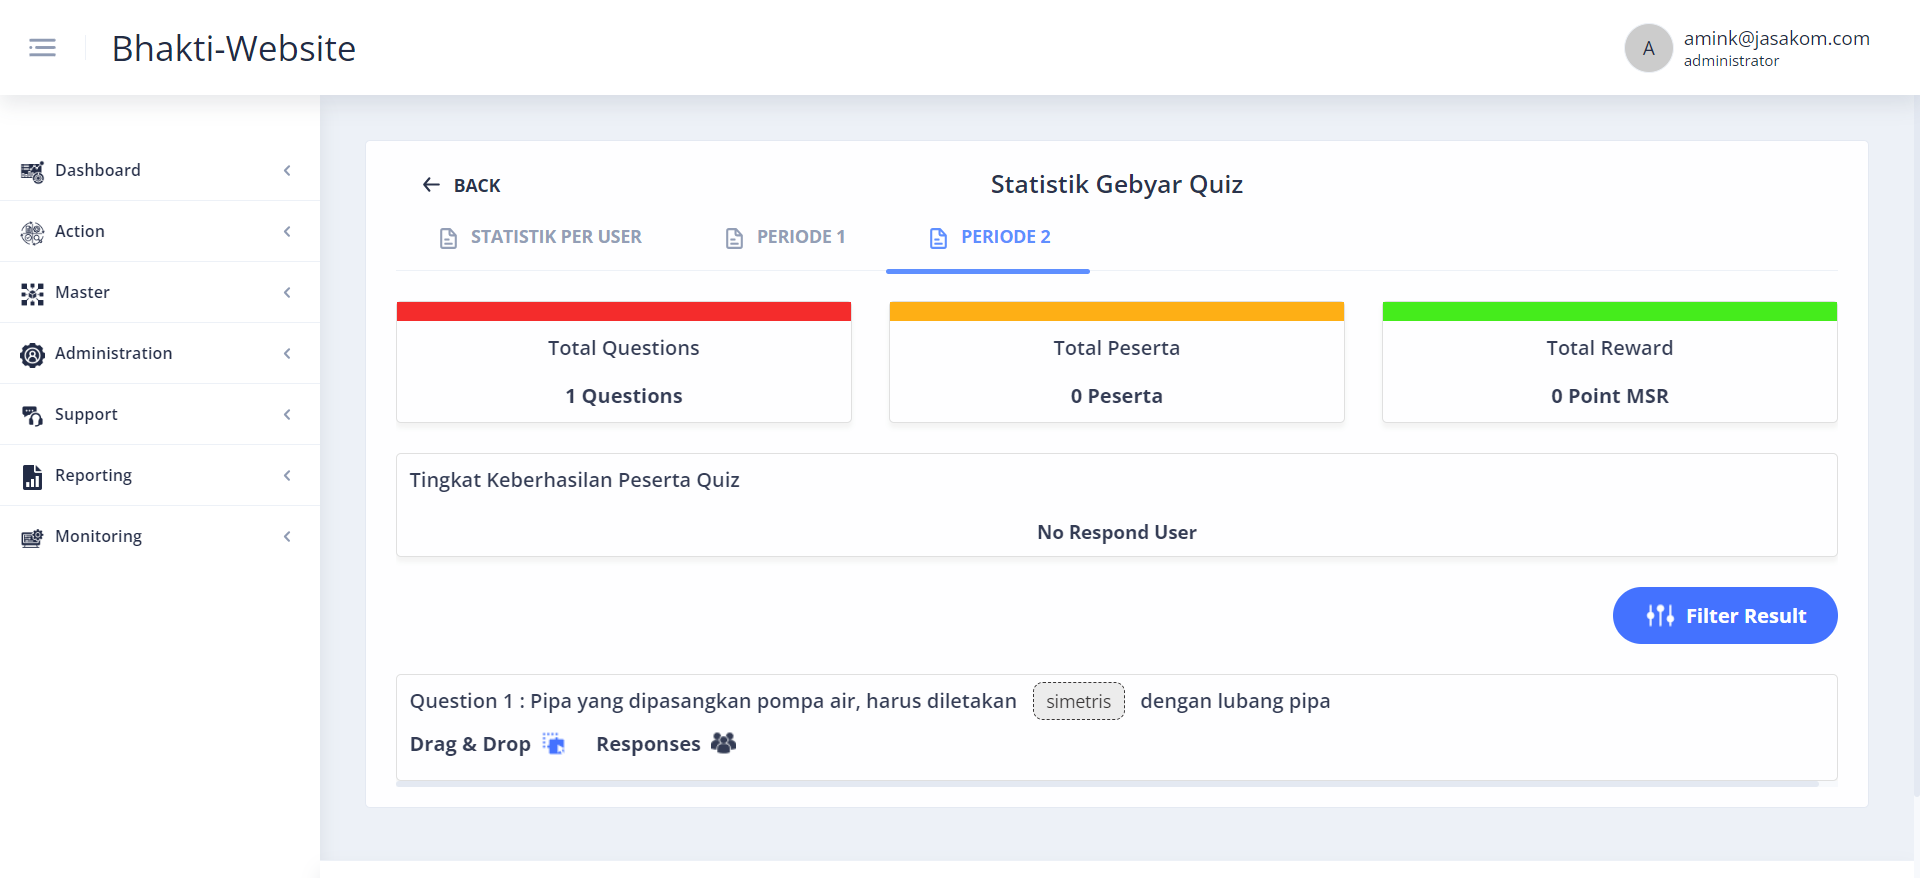 Bhakti-Website
A
amink@jasakom.com
administrator
Dashboard
Action
Master
Administration
Support
Reporting
Monitoring
BACK
Statistik Gebyar Quiz
STATISTIK PER USER
PERIODE 1
PERIODE 2
Total Questions
1 Questions
Total Peserta
0 Peserta
Total Reward
0 Point MSR
Tingkat Keberhasilan Peserta Quiz
No Respond User
Filter Result
Question 1 : Pipa yang dipasangkan pompa air, harus diletakan simetris dengan lubang pipa
Drag & Drop Responses